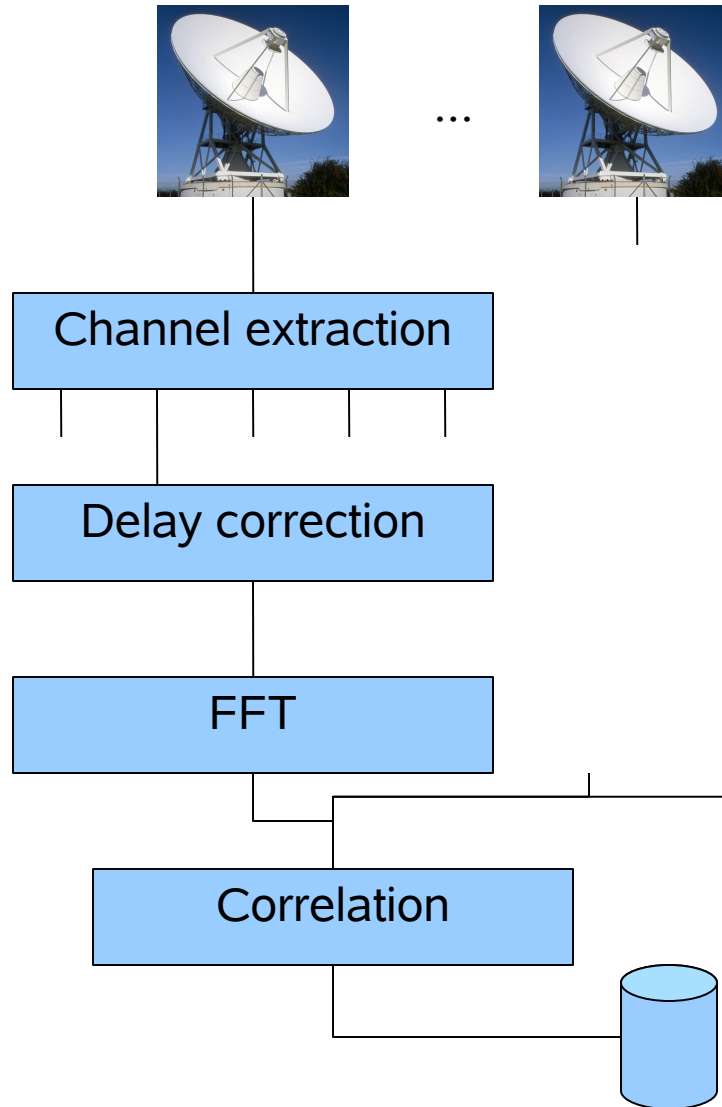 ...
Channel extraction
Delay correction
FFT
Correlation